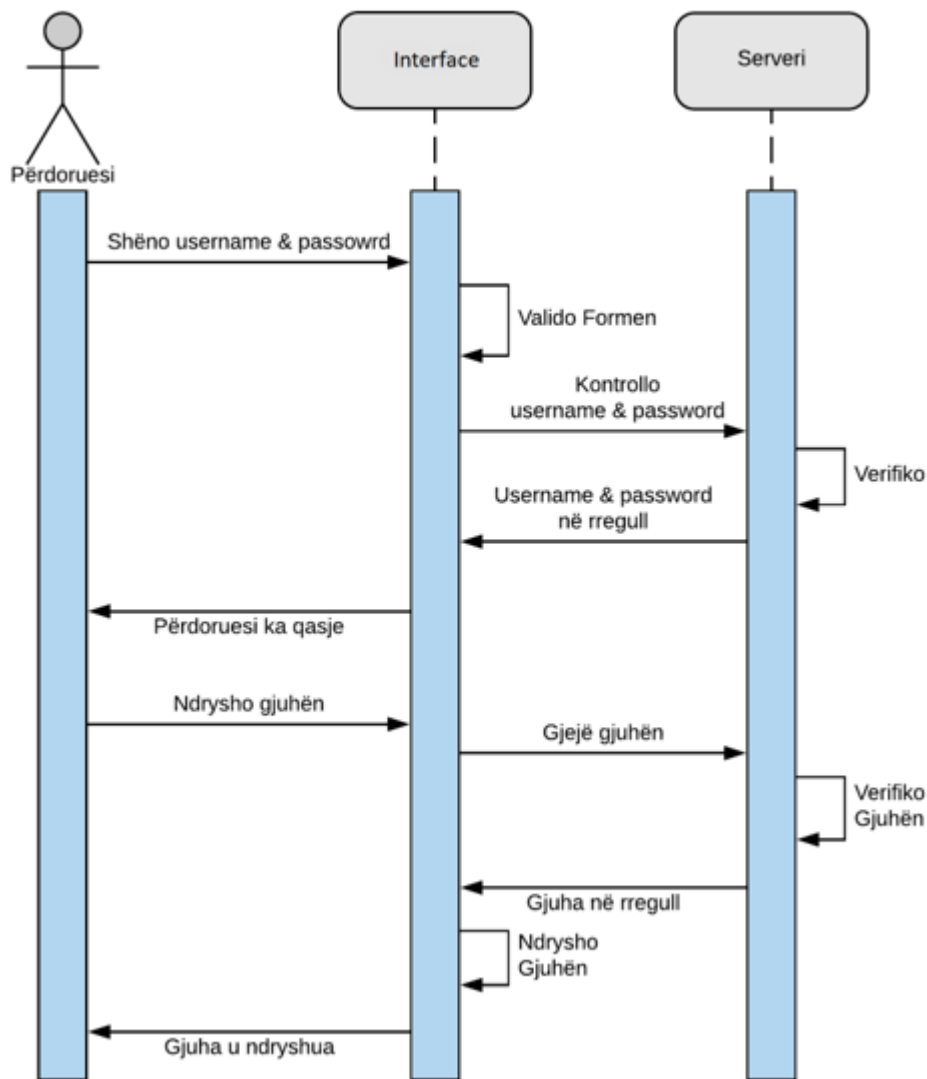 Interface
Serveri
Përdoruesi
Shëno username & passowrd
Valido Formen
Kontrollo
username & password
Verifiko
Username & password
në rregull
Përdoruesi ka qasje
Ndrysho gjuhën
Gjejë gjuhën
Verifiko
Gjuhën
Gjuha në rregull
Ndrysho
Gjuhën
Gjuha u ndryshua